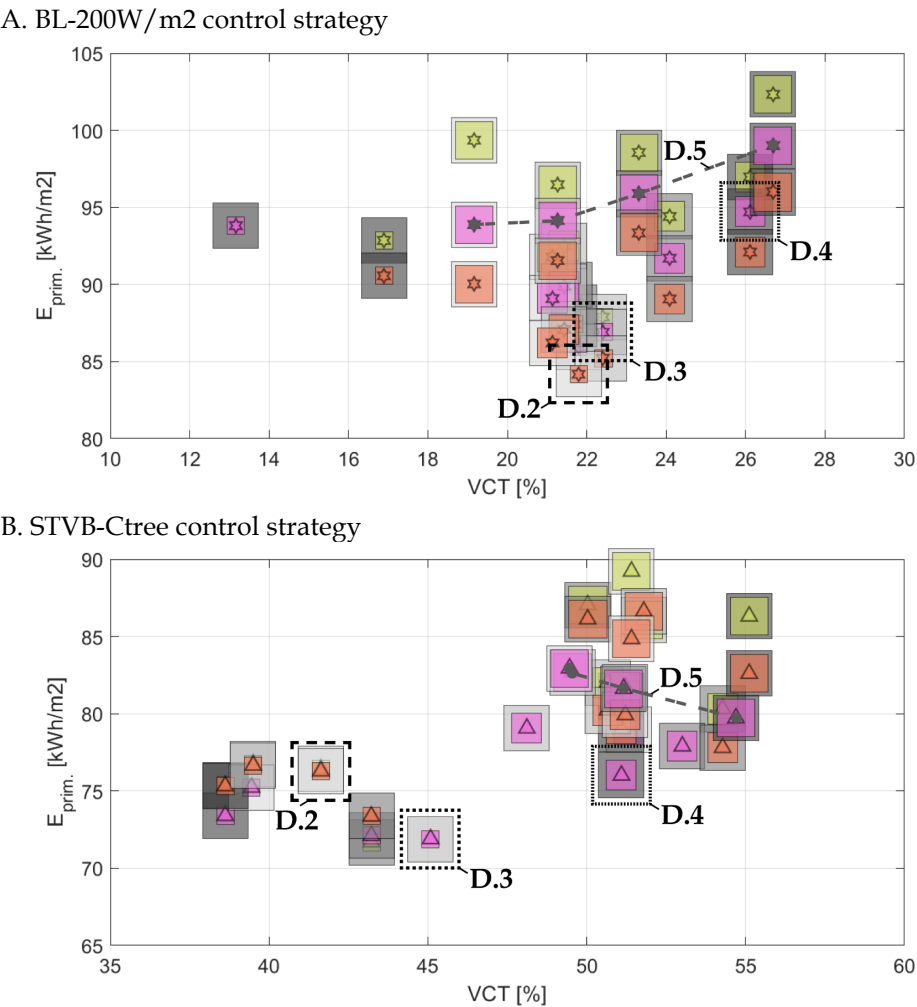 A. BL-200W/m2 control strategy
105
100
95
90
85
80
E prim. [kWh/m2]
D.5
D.4
D.3
D.2
10 12 14 16 18 20 22 24 26 28 30
VCT [%]
B. STVB-Ctree control strategy
90
85
80
75
70
65
E prim. [kWh/m2]
D.5
D.4
D.2
D.3
35 40 45 50 55 60
VCT [%]